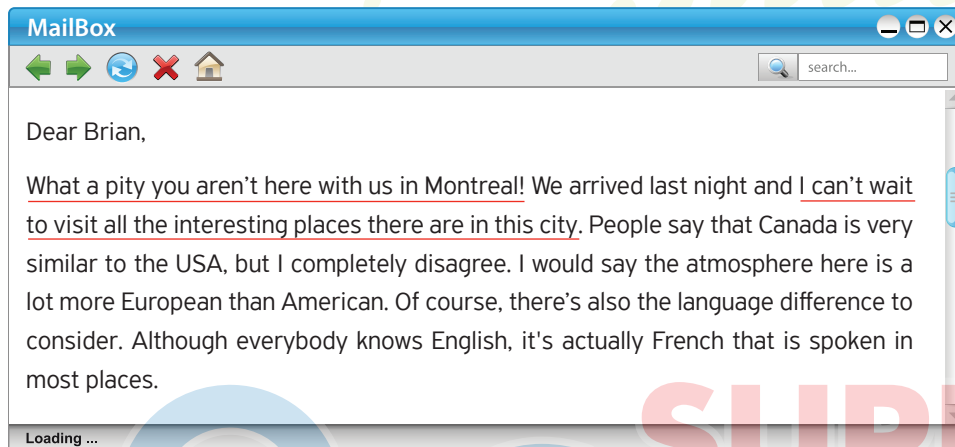 MailBox
search...
Dear Brian,
What a pity you aren't here with us in Montreal! We arrived last night and I can't wait
to visit all the interesting places there are in this city. People say that Canada is very
similar to the USA, but I completely disagree. I would say the atmosphere here is a
lot more European than American. Of course, there's also the language difference to
consider. Although everybody knows English, it's actually French that is spoken in
most places.
Loading ...